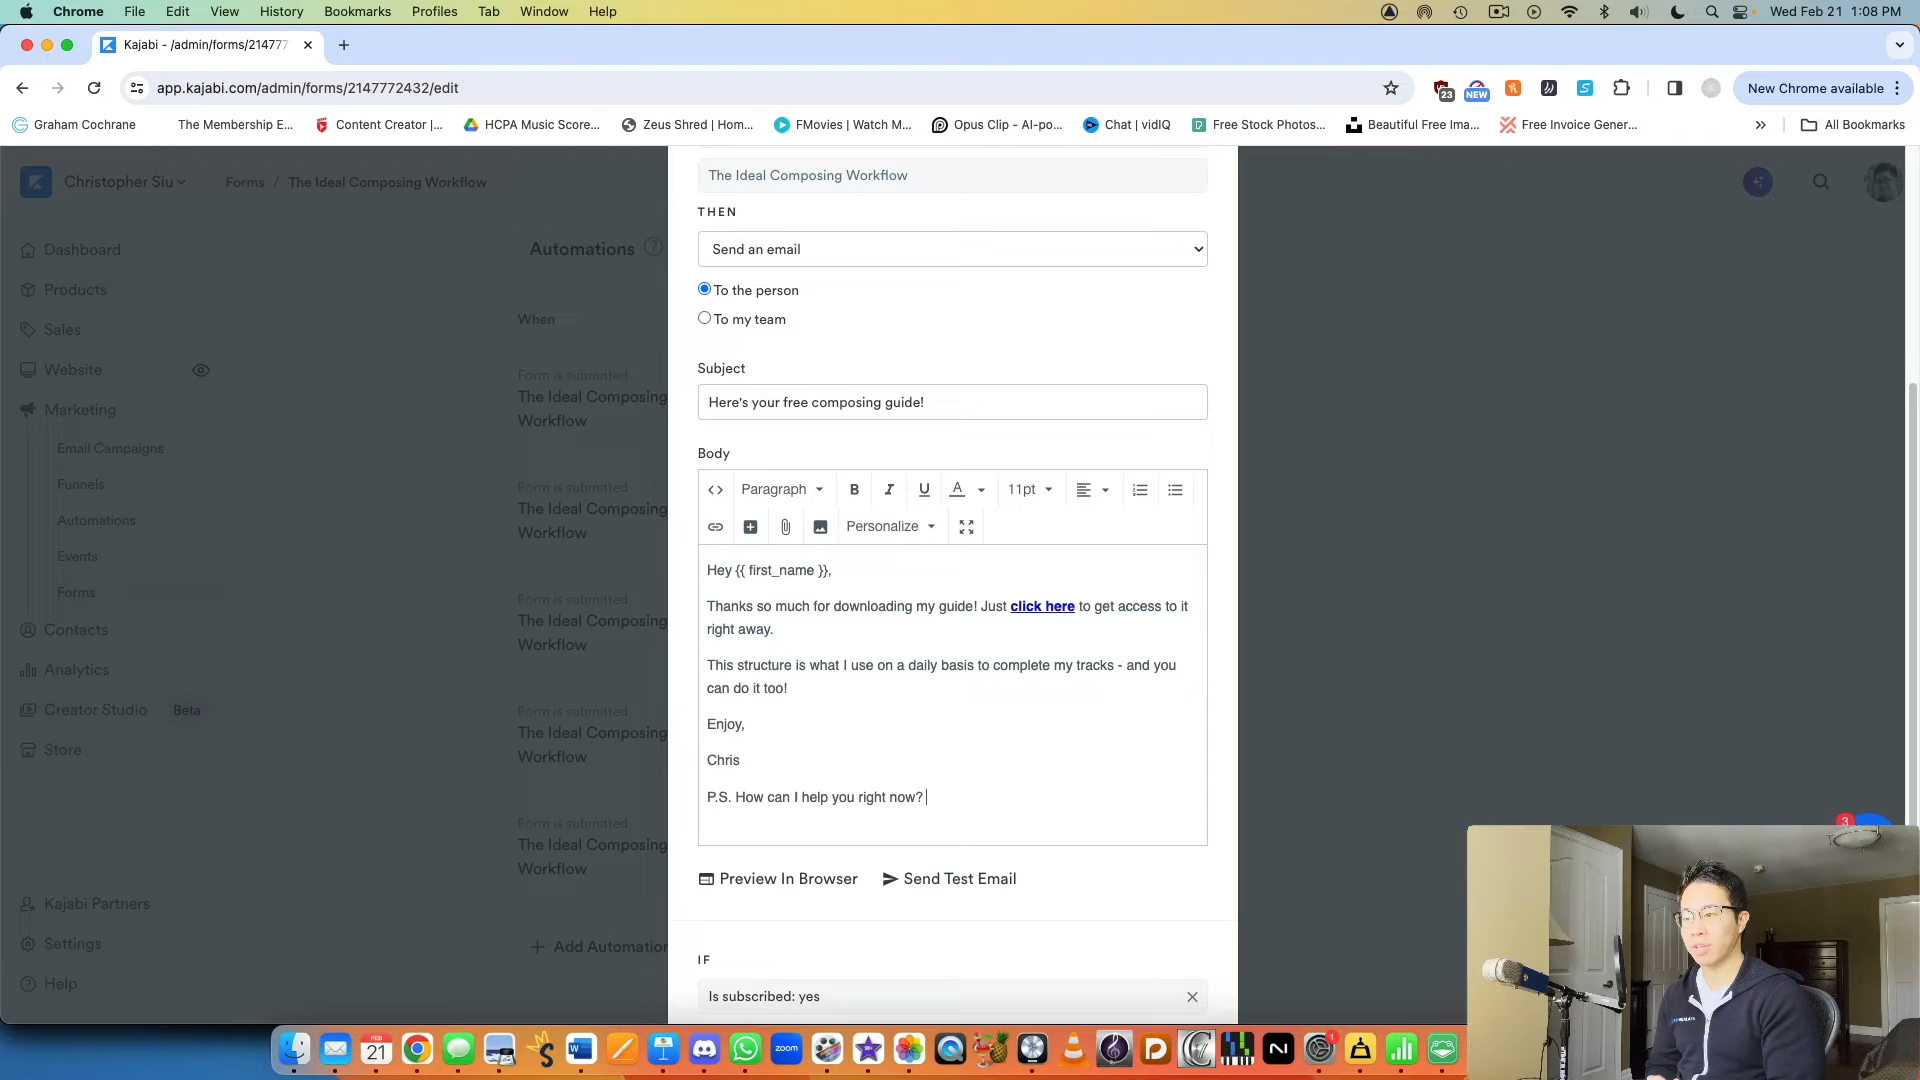 Chrome File Edit View History Bookmarks Profiles Tab Window Help
Wed Feb 21 1:08 PM
Kajabi - /admin/forms/21477
app.kajabi.com/admin/forms/2147772432/edit
23
NEW
New Chrome available
Graham Cochrane
The Membership E...
Content Creator |...
HCPA Music Score...
Zeus Shred | Hom...
FMovies | Watch M...
Opus Clip - AI-po...
Chat | vidIQ
Free Stock Photos...
Beautiful Free Ima...
Free Invoice Gener...
All Bookmarks
Christopher Siu
Forms / The Ideal Composing Workflow
Dashboard
Products
Sales
Website
Marketing
Email Campaigns
Funnels
Automations
Events
Forms
Contacts
Analytics
Creator Studio Beta
Store
Kajabi Partners
Settings
Help
Automations
When
Form is submitted
The Ideal Composing
Workflow
Form is submitted
The Ideal Composing
Workflow
Form is submitted
The Ideal Composing
Workflow
Form is submitted
The Ideal Composing
Workflow
Form is submitted
The Ideal Composing
Workflow
Add Automation
The Ideal Composing Workflow
THEN
Send an email
To the person
To my team
Subject
Here's your free composing guide!
Body
Paragraph B I U A 11pt
Personalize
Hey {{ first_name }},
Thanks so much for downloading my guide! Just click here to get access to it
right away.
This structure is what I use on a daily basis to complete my tracks - and you
can do it too!
Enjoy,
Chris
P.S. How can I help you right now?
Preview In Browser
Send Test Email
IF
Is subscribed: yes
3
FEB
21
W
zoom
1